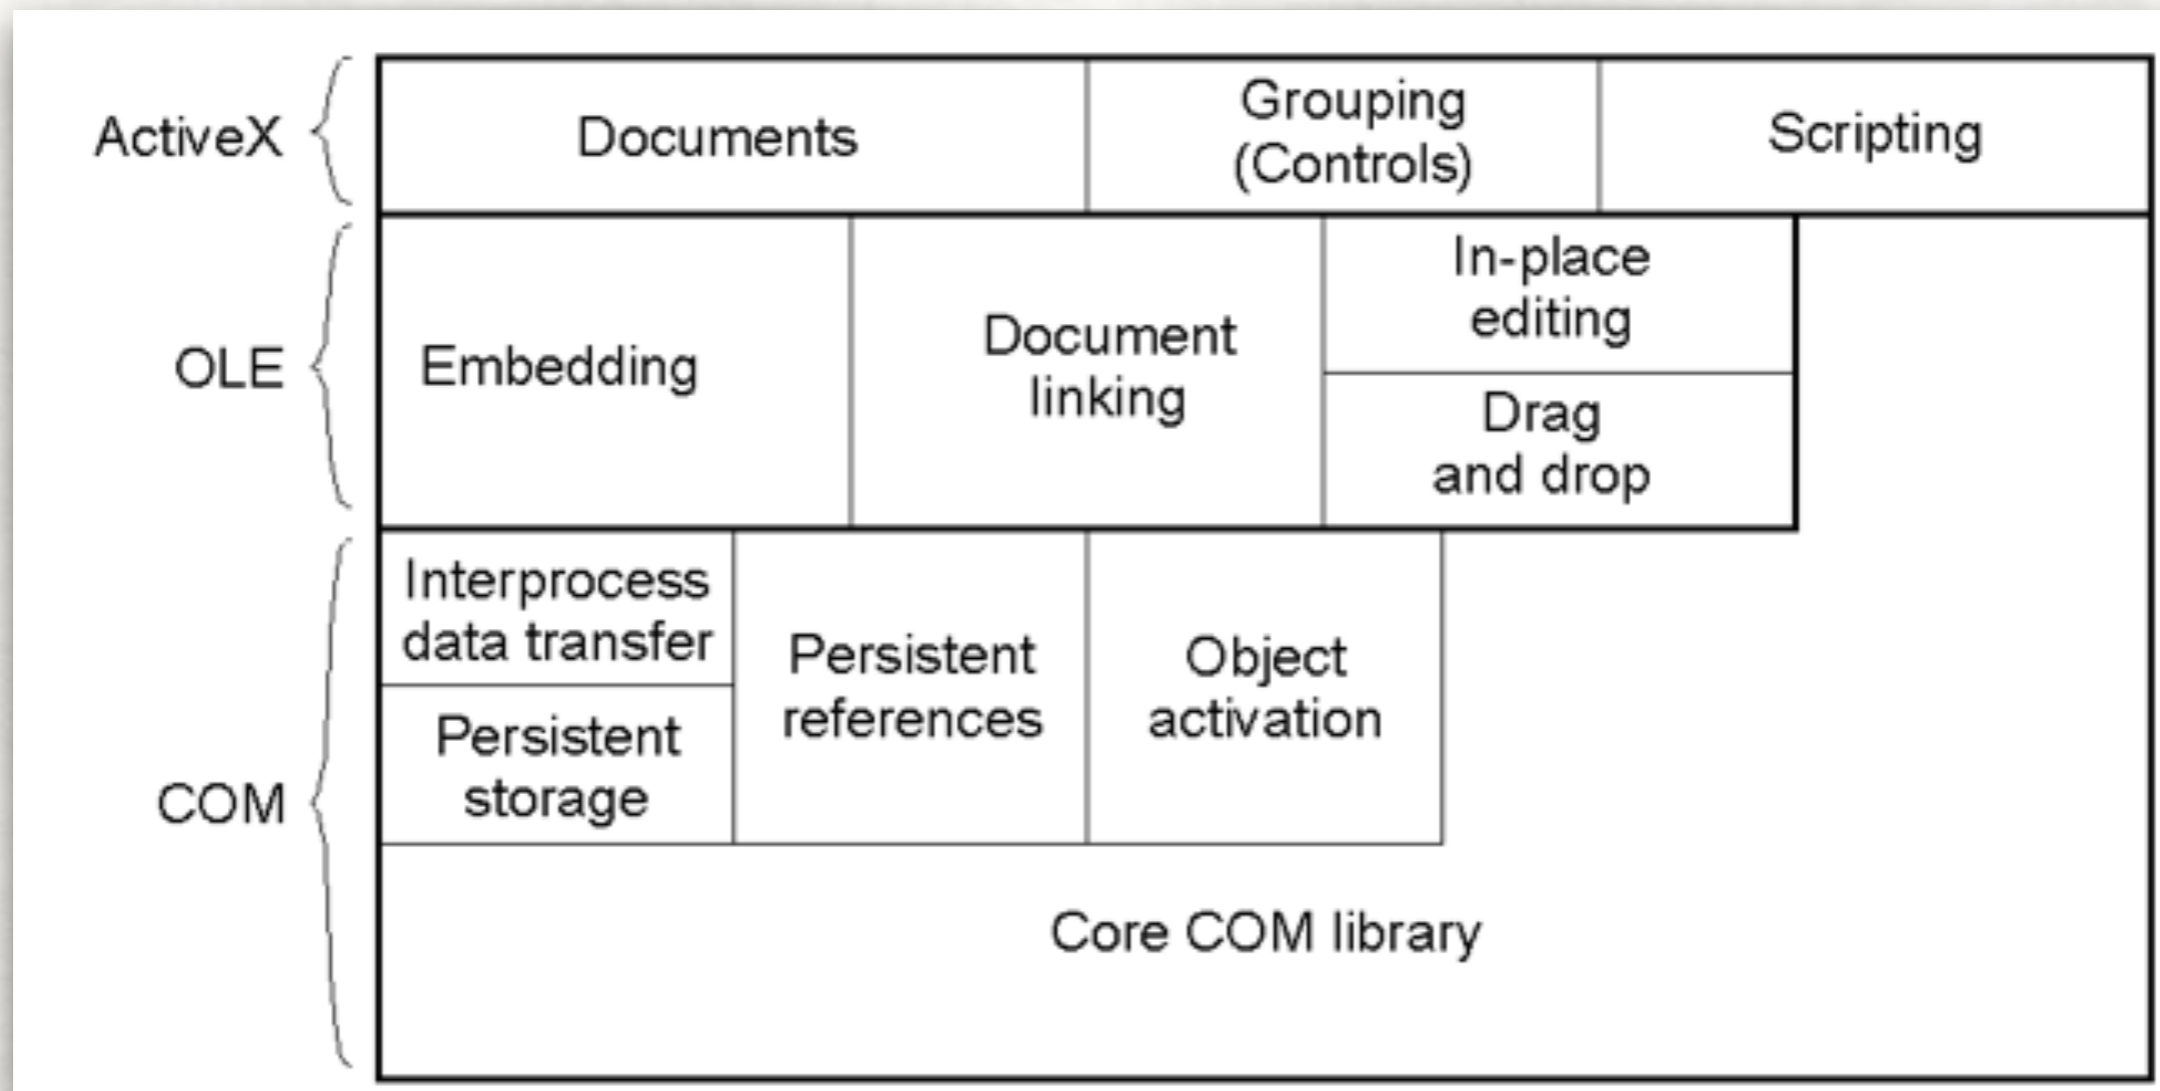 ActiveX
Documents
Grouping
(Controls)
Scripting
OLE
Embedding
Document
linking
In-place
editing
Drag
and drop
COM
Interprocess
data transfer
Persistent
storage
Persistent
references
Object
activation
Core COM library